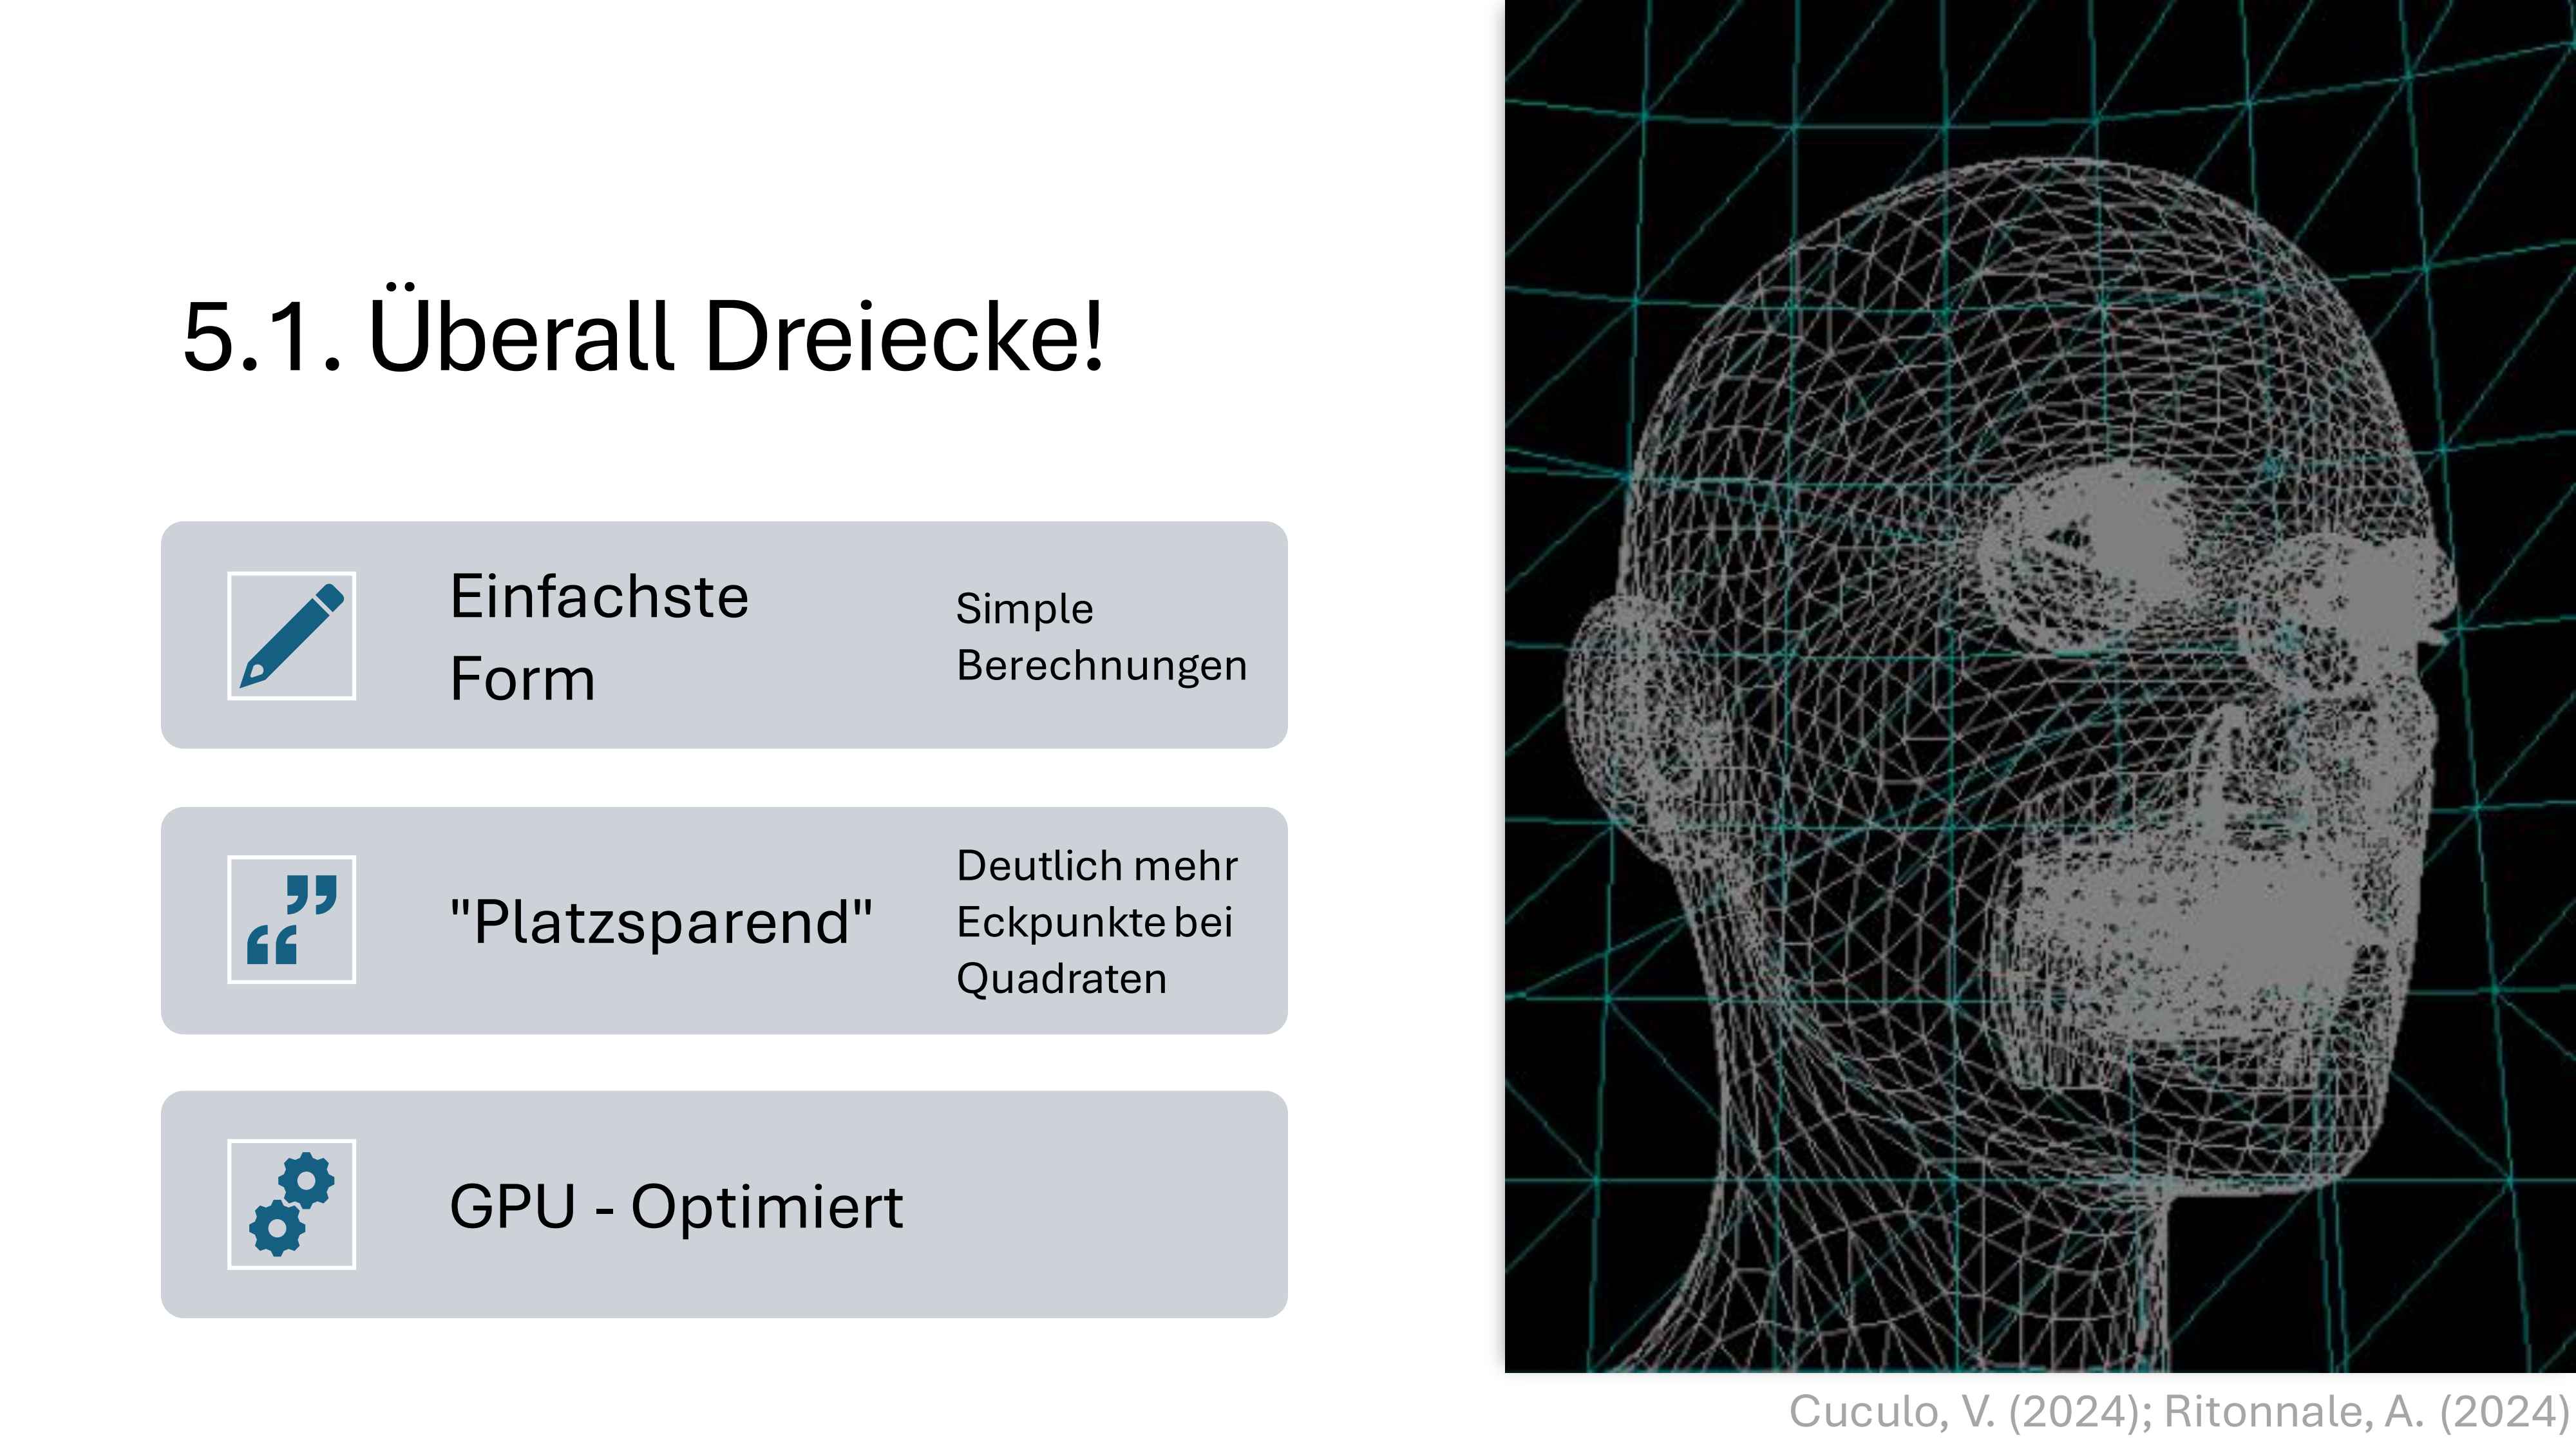 5.1. Überall Dreiecke!
Einfachste
Form
Simple
Berechnungen
"Platzsparend"
Deutlich mehr
Eckpunkte bei
Quadraten
GPU - Optimiert
Cuculo, V. (2024); Ritonnale, A. (2024)